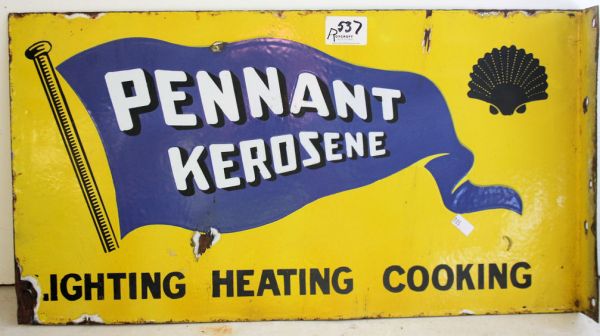 537
PENNANT
KEROSENE
LIGHTING HEATING COOKING